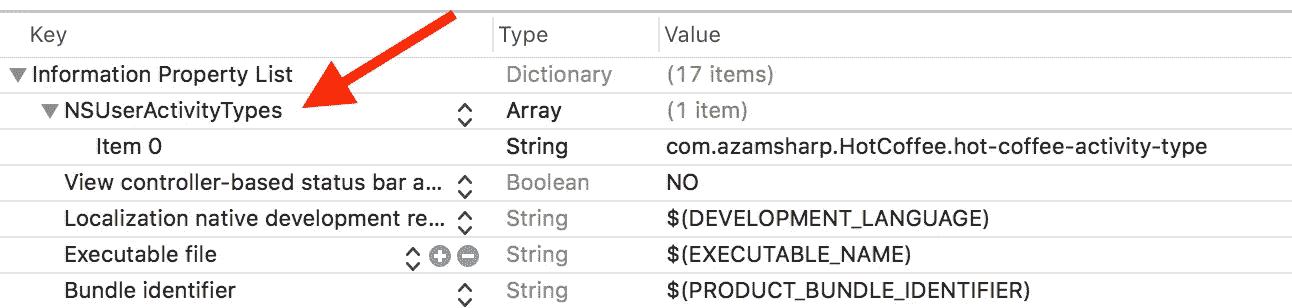 Key Type Value
Information Property List Dictionary (17 items)
NSUserActivityTypes Array (1 item)
Item 0 String com.azamsharp.HotCoffee.hot-coffee-activity-type
View controller-based status bar a... Boolean NO
Localization native development re... String $(DEVELOPMENT_LANGUAGE)
Executable file String $(EXECUTABLE_NAME)
Bundle identifier String $(PRODUCT_BUNDLE_IDENTIFIER)